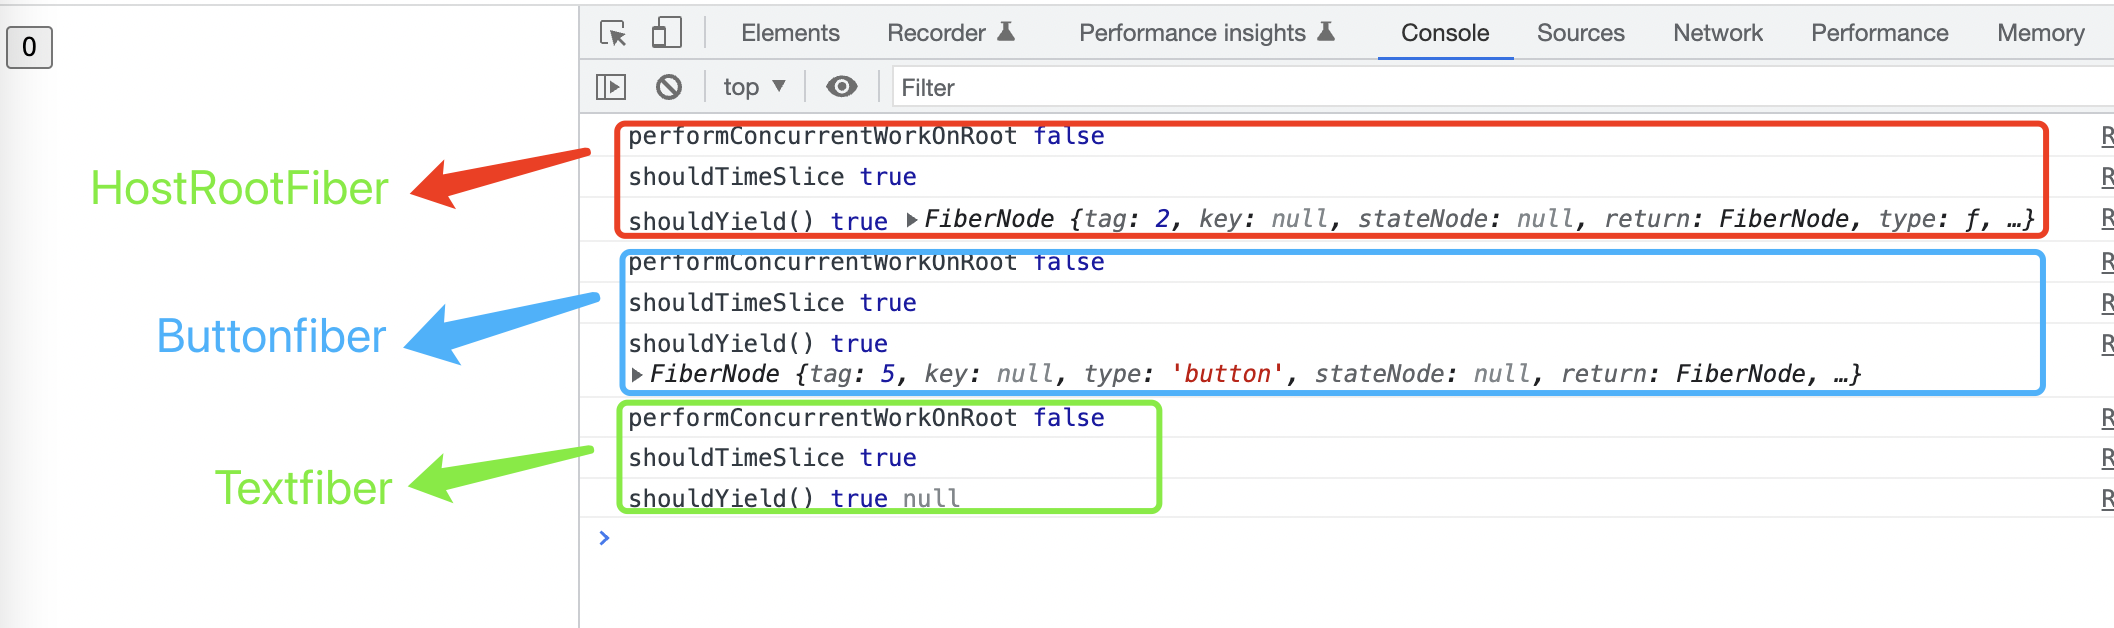 0
Elements Recorder Performance insights Console Sources Network Performance Memory
top Filter
HostRootFiber
performConcurrentWorkOnRoot false R
shouldTimeSlice true R
shouldYield() true FiberNode {tag: 2, key: null, stateNode: null, return: FiberNode, type: ƒ, …} R
Buttonfiber
performConcurrentWorkOnRoot false R
shouldTimeSlice true R
shouldYield() true R
FiberNode {tag: 5, key: null, type: 'button', stateNode: null, return: FiberNode, …}
Textfiber
performConcurrentWorkOnRoot false R
shouldTimeSlice true R
shouldYield() true null R